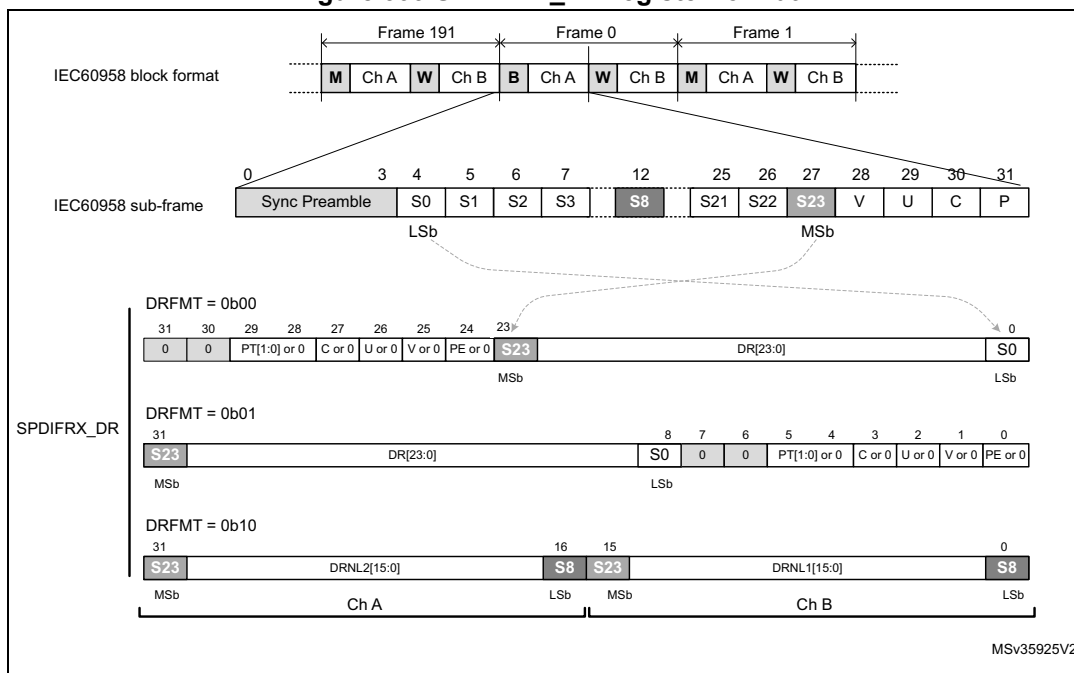 Frame 191 Frame 0 Frame 1
IEC60958 block format M Ch A W Ch B B Ch A W Ch B M Ch A W Ch B
0 3 4 5 6 7 12 25 26 27 28 29 30 31
IEC60958 sub-frame Sync Preamble S0 S1 S2 S3 S8 S21 S22 S23 V U C P
LSb MSb
DRFMT = 0b00
31 30 29 28 27 26 25 24 23 0
0 0 PT[1:0] or 0 C or 0 U or 0 V or 0 PE or 0 S23 DR[23:0] S0
MSb LSb
DRFMT = 0b01
SPDIFRX_DR
31 8 7 6 5 4 3 2 1 0
S23 DR[23:0] S0 0 0 PT[1:0] or 0 C or 0 U or 0 V or 0 PE or 0
MSb LSb
DRFMT = 0b10
31 16 15 0
S23 DRNL2[15:0] S8 S23 DRNL1[15:0] S8
MSb LSb MSb LSb
Ch A Ch B
MSv35925V2